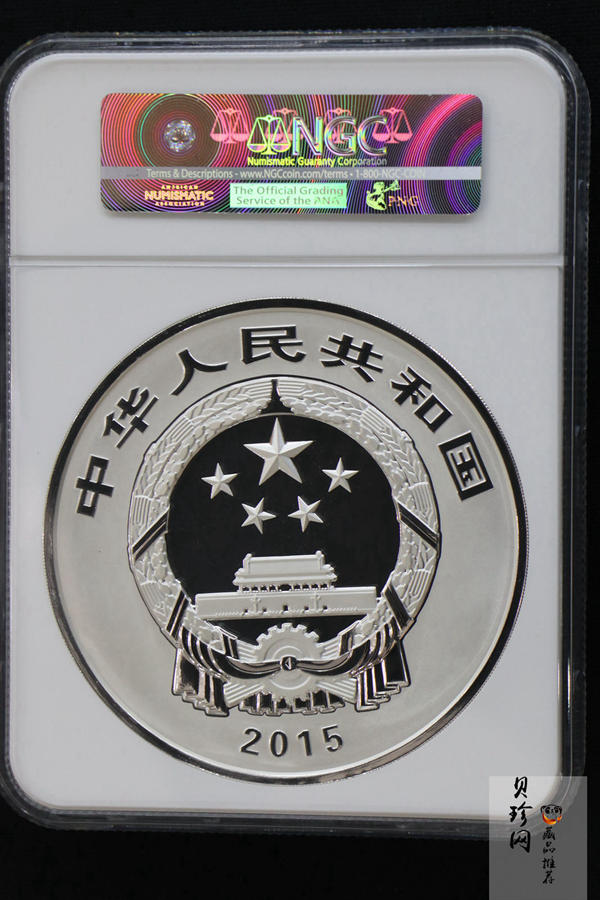 NGC
Numismatic Guaranty Corporation
Terms & Descriptions - www.NGCcoin.com/terms • 1-800-NGC-COIN
AMERICAN
NUMISMATIC
ASSOCIATION
The Official Grading
Service of the PNG
PNG
中华人民共和国
2015
贝珍网
藏品推荐